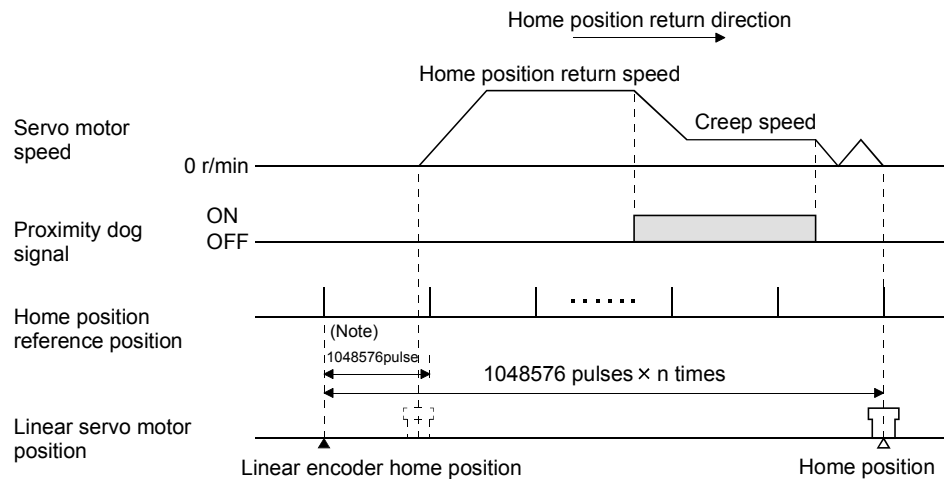 Home position return direction
Home position return speed
Servo motor
speed
Creep speed
0 r/min
Proximity dog
signal
ON
OFF
Home position
reference position
(Note)
1048576pulse
1048576 pulses × n times
Linear servo motor
position
Linear encoder home position
Home position